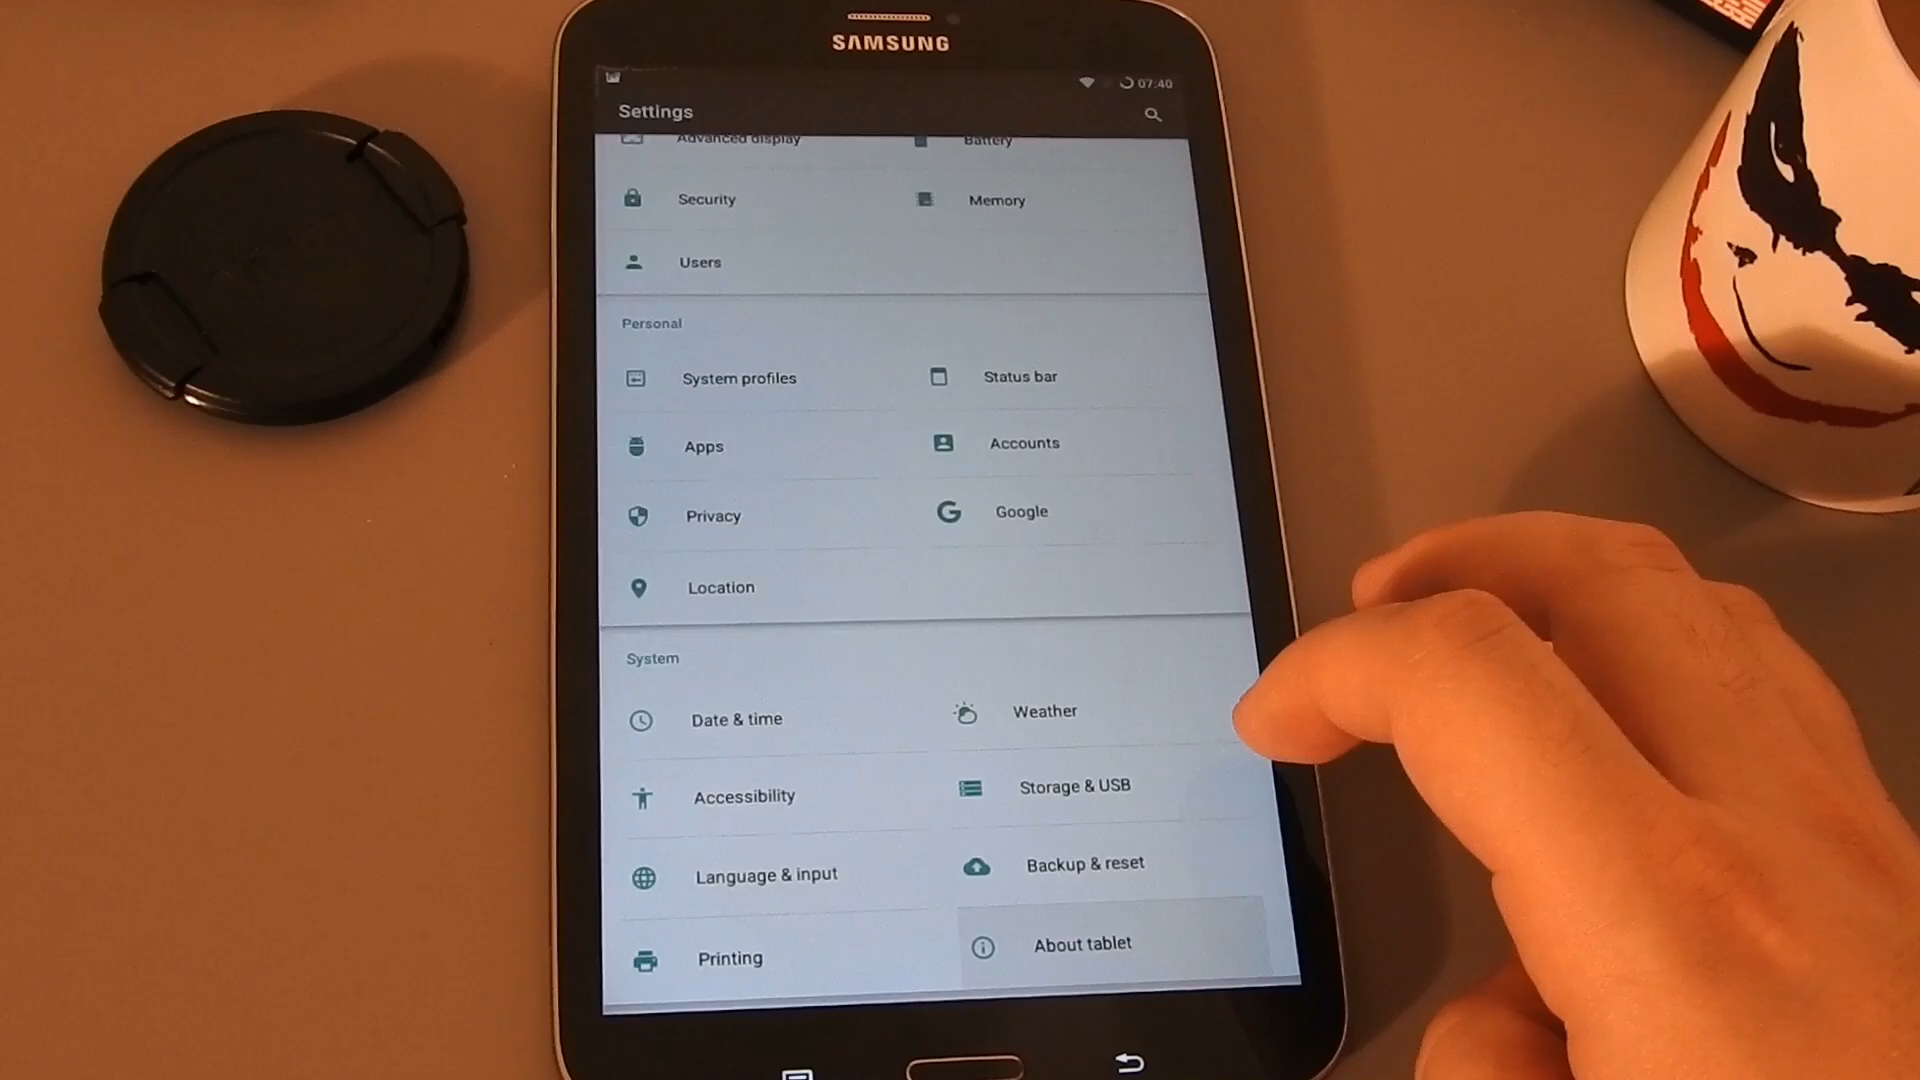 SAMSUNG
07:40
Settings
Advanced display
Battery
Security
Memory
Users
Personal
System profiles
Status bar
Apps
Accounts
Privacy
Google
Location
System
Date & time
Weather
Accessibility
Storage & USB
Language & input
Backup & reset
Printing
About tablet